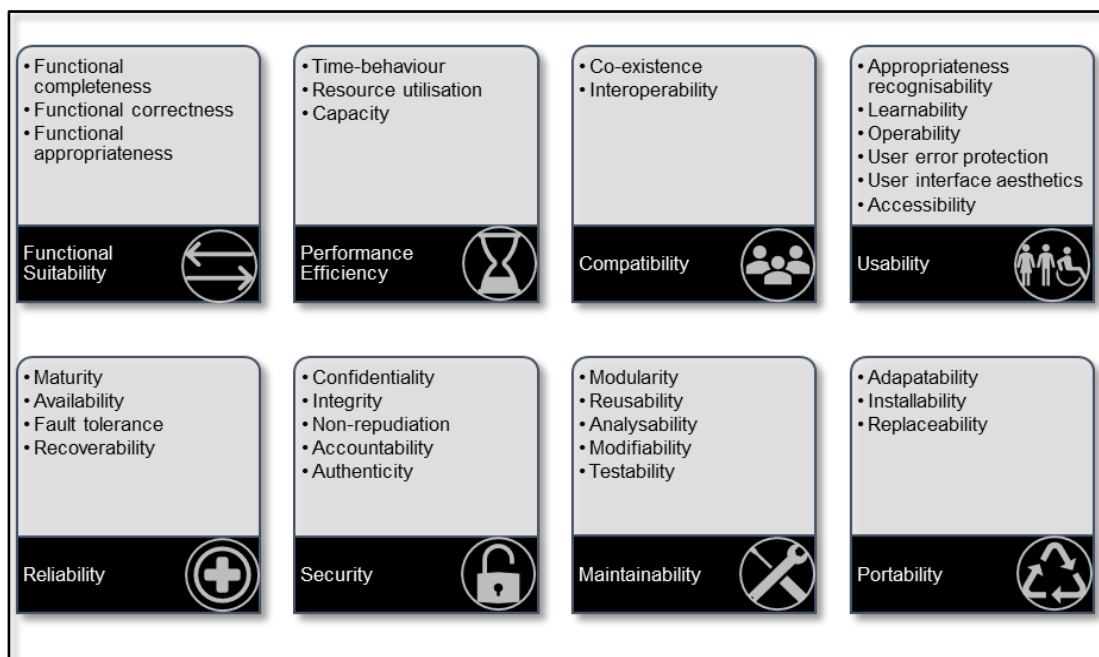 • Functional
completeness
• Functional correctness
• Functional
appropriateness
Functional
Suitability
• Time-behaviour
• Resource utilisation
• Capacity
Performance
Efficiency
• Co-existence
• Interoperability
Compatibility
• Appropriateness
recognisability
• Learnability
• Operability
• User error protection
• User interface aesthetics
• Accessibility
Usability
• Maturity
• Availability
• Fault tolerance
• Recoverability
Reliability
• Confidentiality
• Integrity
• Non-repudiation
• Accountability
• Authenticity
Security
• Modularity
• Reusability
• Analysability
• Modifiability
• Testability
Maintainability
• Adapatability
• Installability
• Replaceability
Portability